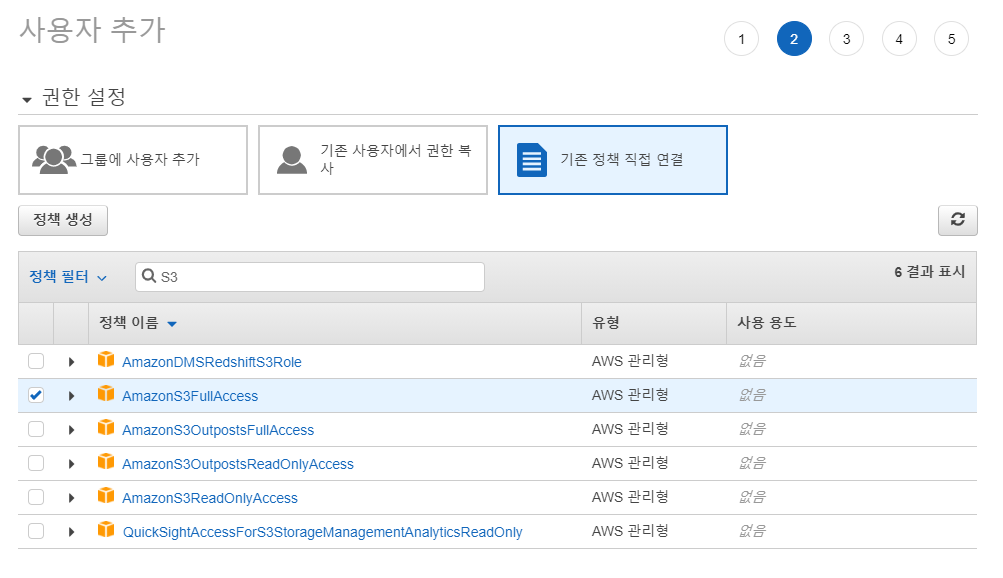 사용자 추가
1 2 3 4 5
권한 설정
그룹에 사용자 추가
기존 사용자에서 권한 복
사
기존 정책 직접 연결
정책 생성
정책 필터 S3 6 결과 표시
정책 이름 유형 사용 용도
AmazonDMSRedshiftS3Role AWS 관리형 없음
AmazonS3FullAccess AWS 관리형 없음
AmazonS3OutpostsFullAccess AWS 관리형 없음
AmazonS3OutpostsReadOnlyAccess AWS 관리형 없음
AmazonS3ReadOnlyAccess AWS 관리형 없음
QuickSightAccessForS3StorageManagementAnalyticsReadOnly AWS 관리형 없음